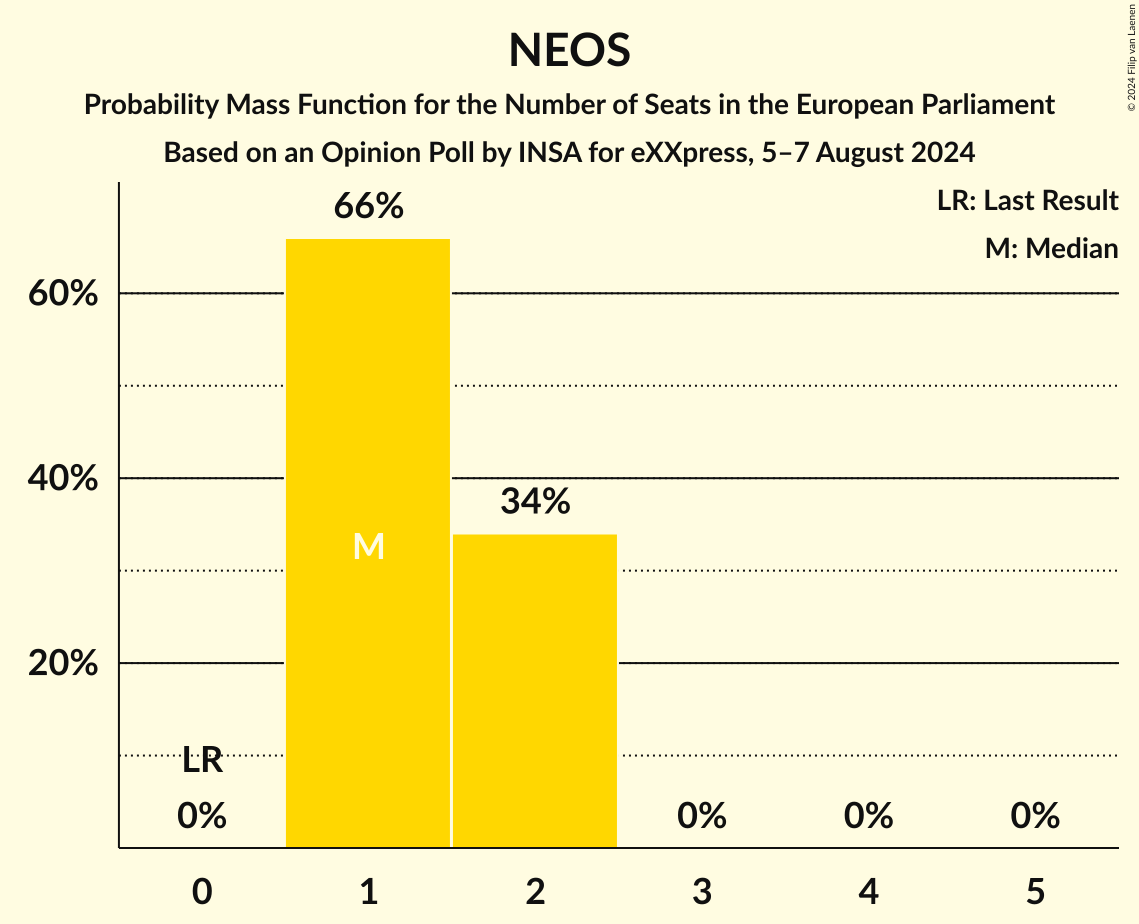 NEOS
Probability Mass Function for the Number of Seats in the European Parliament
Based on an Opinion Poll by INSA for eXXpress, 5–7 August 2024
© 2024 Filip van Laenen
LR: Last Result
M: Median
66%
60%
40%
34%
M
20%
LR
0%
0%
0%
0%
0
1
2
3
4
5